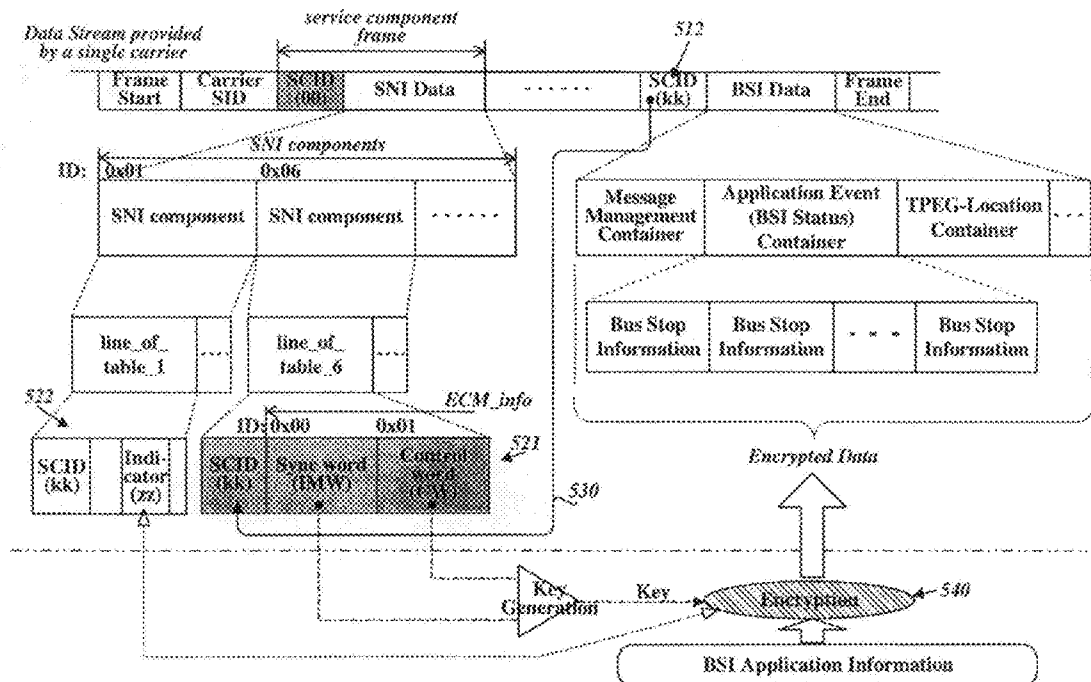 Data Stream provided
by a single carrier
service component
frame
512
Frame
Start
Carrier
SID
SCID
(00)
SNI Data
SCID
(kk)
BSI Data
Frame
End
SNI components
ID: 0x01
0x06
SNI component
SNI component
Message
Management
Container
Application Event
(BSI Status)
Container
TPEG-Location
Container
line_of_
table_1
line_of_
table_6
Bus Stop
Information
Bus Stop
Information
Bus Stop
Information
522
ECM_info
ID: 0x00
0x01
521
SCID
(kk)
Indi-
cator
(zz)
SCID
(kk)
Sync word
(IMW)
Control
word
(CW)
Encrypted Data
530
Key
Generation
Key
Encryption
540
BSI Application Information